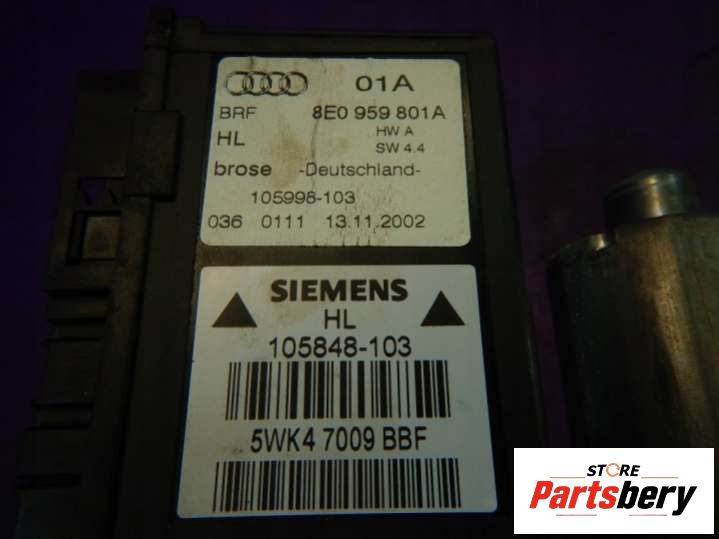 01A
BRF 8E0 959 801A
HL HW A
SW 4.4
brose -Deutschland-
105998-103
036 0111 13.11.2002
SIEMENS
HL
105848-103
5WK4 7009 BBF
STORE
Partsbery